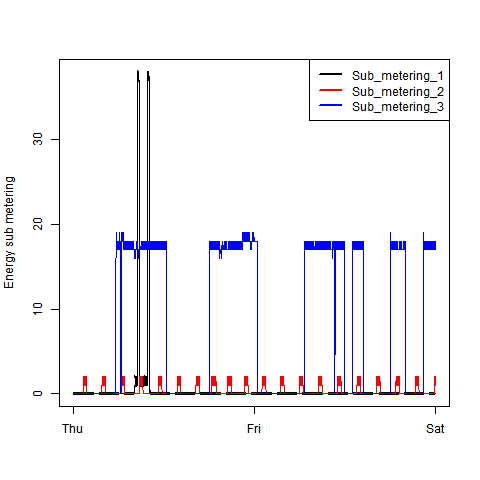 Sub_metering_1
Sub_metering_2
Sub_metering_3
Energy sub metering
30
20
10
0
Thu Fri Sat